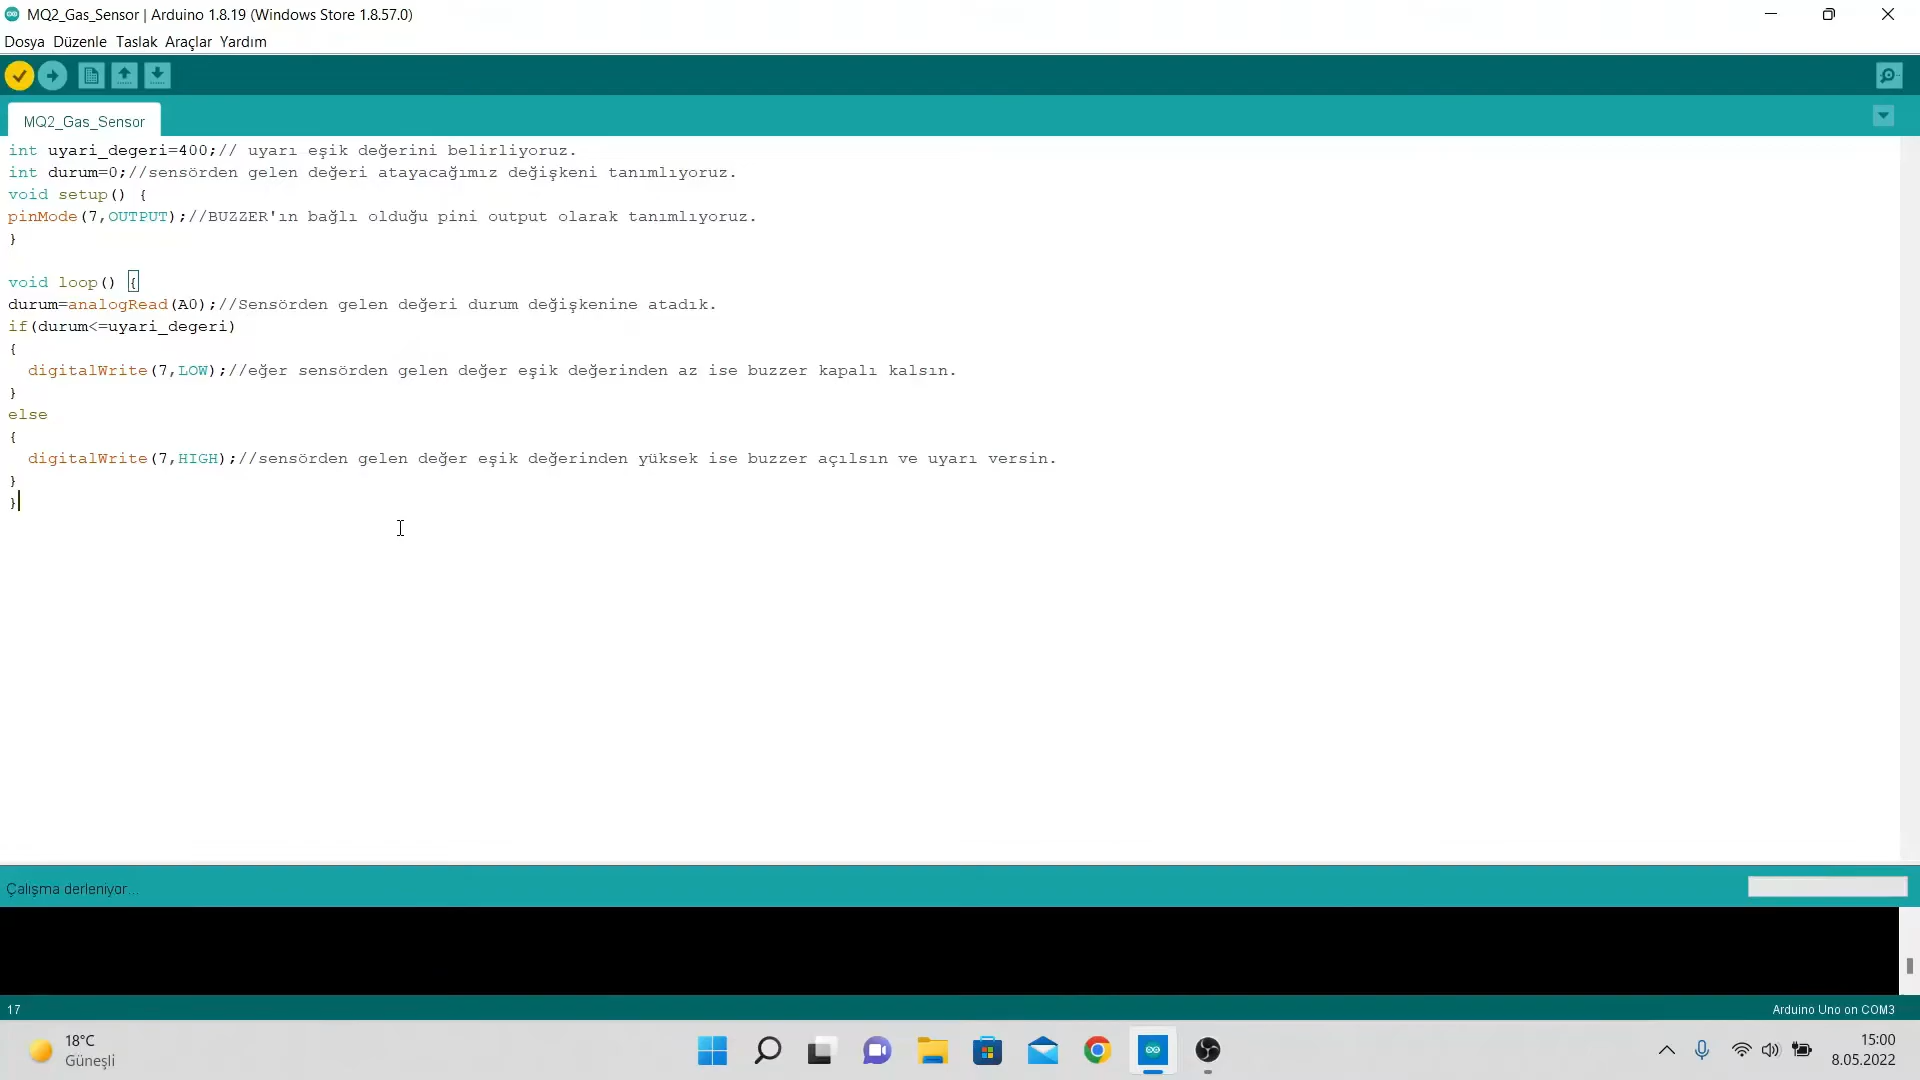 MQ2_Gas_Sensor | Arduino 1.8.19 (Windows Store 1.8.57.0)
Dosya Düzenle Taslak Araçlar Yardım
MQ2_Gas_Sensor
int uyari_degeri=400;// uyarı eşik değerini belirliyoruz.
int durum=0;//sensörden gelen değeri atayacağımız değişkeni tanımlıyoruz.
void setup() {
pinMode(7,OUTPUT);//BUZZER'ın bağlı olduğu pini output olarak tanımlıyoruz.
}
void loop() {
durum=analogRead(A0);//Sensörden gelen değeri durum değişkenine atadık.
if(durum<=uyari_degeri)
{
digitalWrite(7,LOW);//eğer sensörden gelen değer eşik değerinden az ise buzzer kapalı kalsın.
}
else
{
digitalWrite(7,HIGH);//sensörden gelen değer eşik değerinden yüksek ise buzzer açılsın ve uyarı versin.
}
}
Çalışma derleniyor...
17
Arduino Uno on COM3
18°C
Güneşli
15:00
8.05.2022